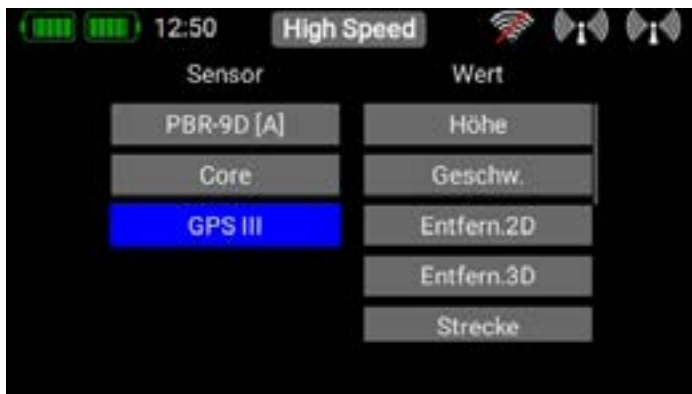 12:50 High Speed
Sensor Wert
PBR-9D [A] Höhe
Core Geschw.
GPS III Entfern.2D
Entfern.3D
Strecke